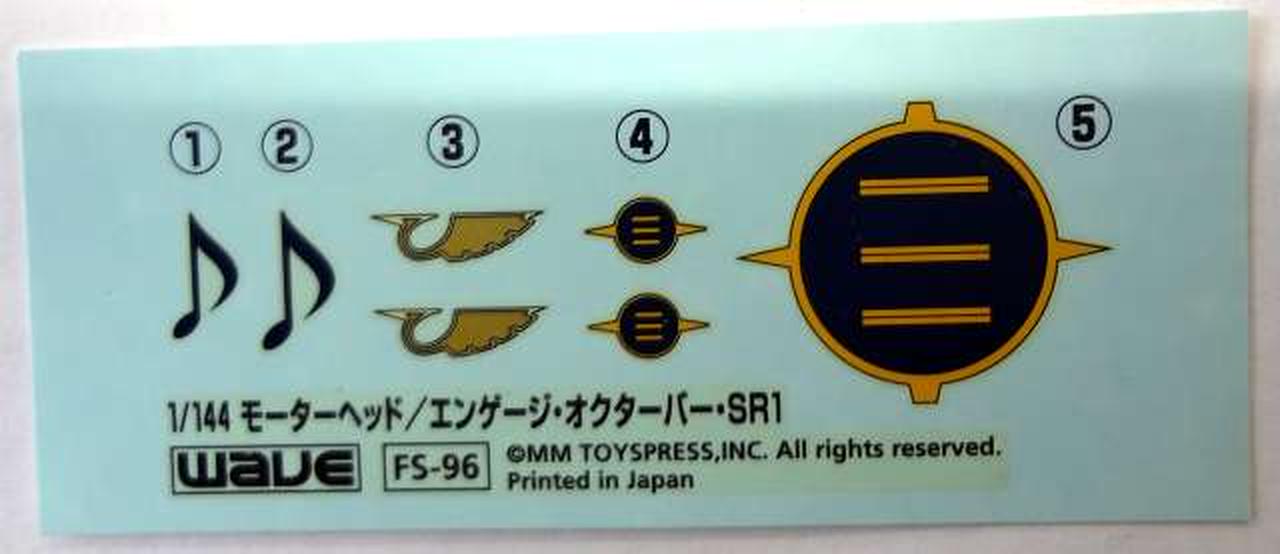 ① ② ③ ④ ⑤
1/144 モーターヘッド/エンゲージ・オクターバー・SR1
WAVE FS-96 ©MM TOYSPRESS,INC. All rights reserved.
Printed in Japan